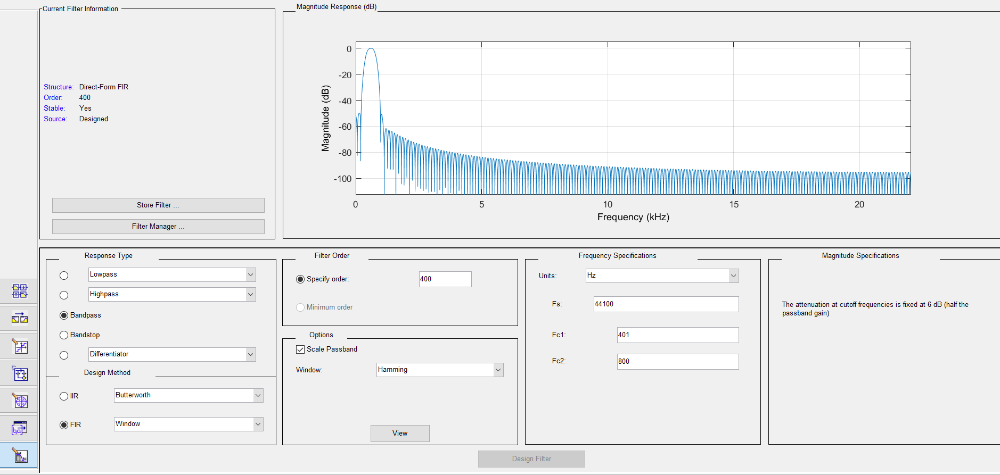 Current Filter Information
Structure: Direct-Form FIR
Order: 400
Stable: Yes
Source: Designed
Store Filter ...
Filter Manager ...
Magnitude Response (dB)
0
-20
-40
-60
-80
-100
Magnitude (dB)
0 5 10 15 20
Frequency (kHz)
Response Type
Lowpass
Highpass
Bandpass
Bandstop
Differentiator
Design Method
IIR Butterworth
FIR Window
Filter Order
Specify order: 400
Minimum order
Options
Scale Passband
Window: Hamming
View
Frequency Specifications
Units: Hz
Fs: 44100
Fc1: 401
Fc2: 800
Magnitude Specifications
The attenuation at cutoff frequencies is fixed at 6 dB (half the
passband gain)
Design Filter